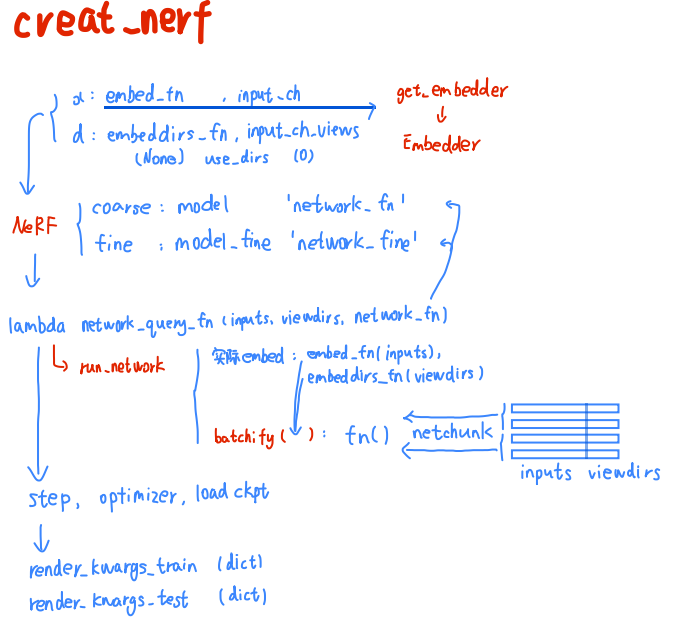 creat_nerf
x: embed_fn , input_ch
get_embedder
d: embeddirs_fn, input_ch_views
Embedder
(None) use_dirs (0)
coarse: model 'network_fn'
NeRF
fine : model_fine 'network_fine'
lambda network_query_fn (inputs, viewdirs, network_fn)
run_network
实际embed: embed_fn(inputs),
embeddirs_fn(viewdirs)
batchify( ): fn() netchunk
inputs viewdirs
step, optimizer, load ckpt
render_kwargs_train (dict)
render_kwargs_test (dict)